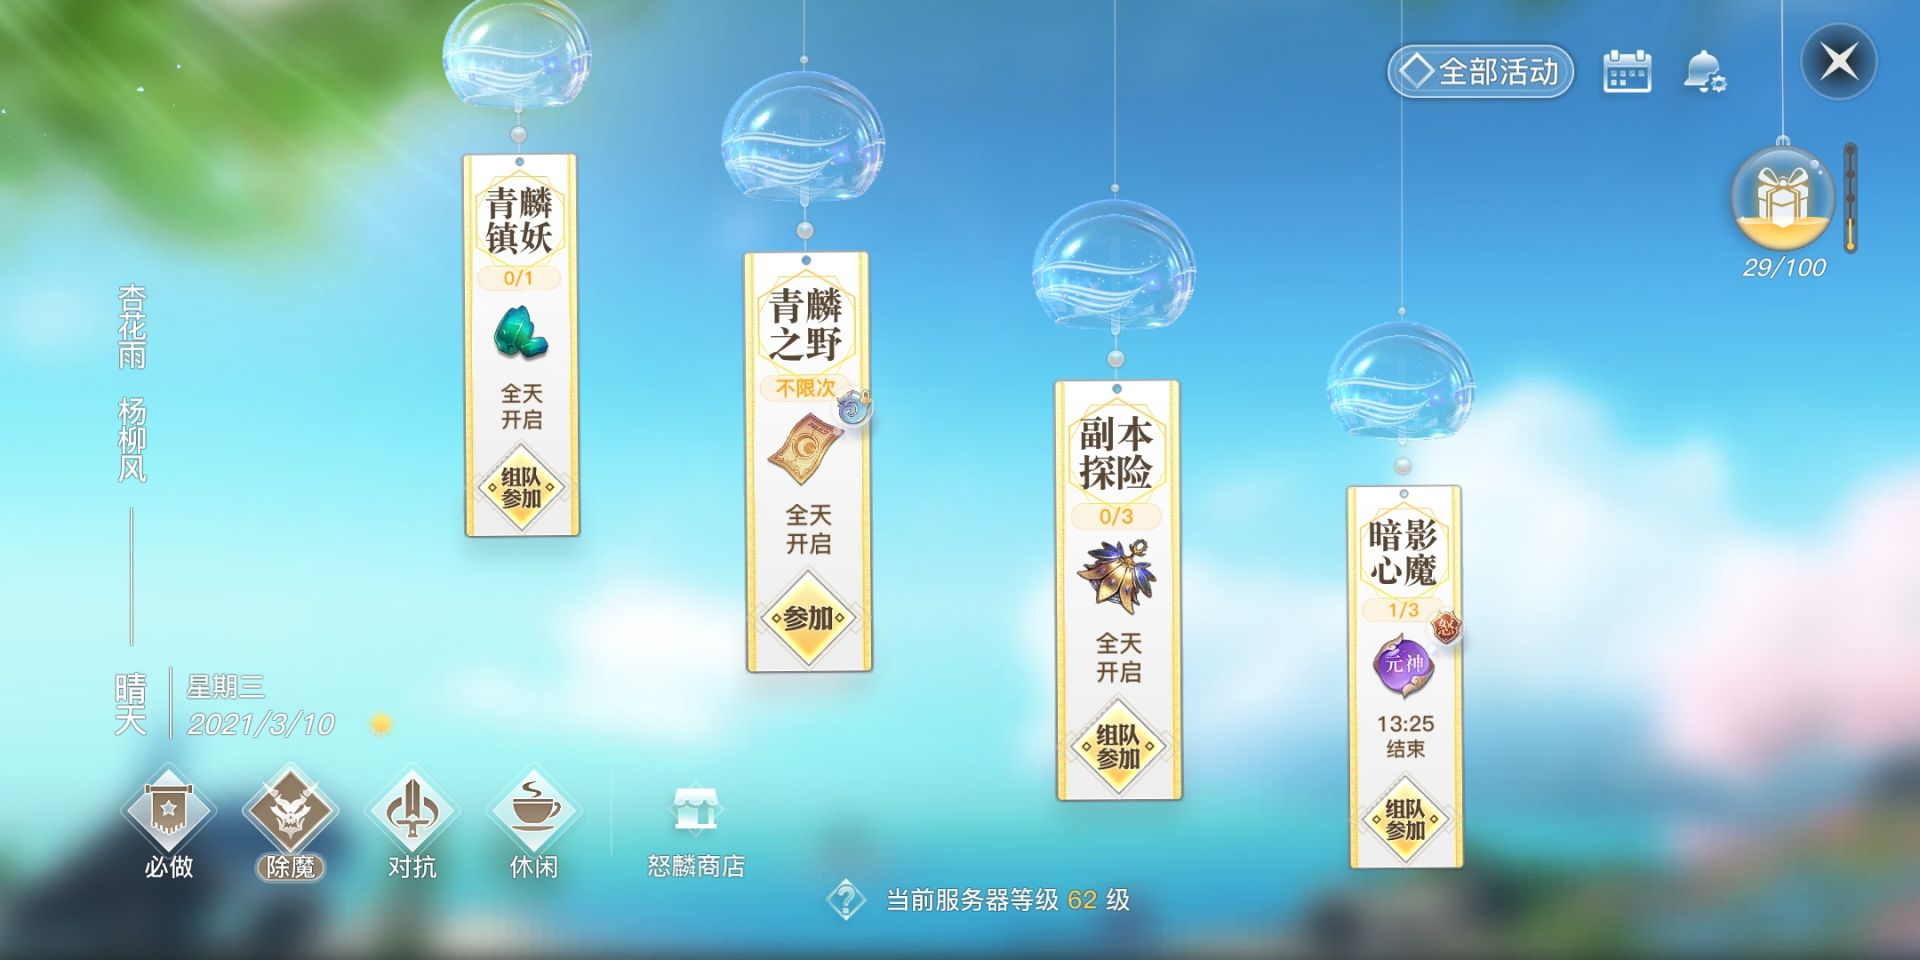 全部活动
29/100
青麟
镇妖
0/1
全天
开启
组队
参加
青麟
之野
不限次
全天
开启
参加
副本
探险
0/3
全天
开启
组队
参加
暗影
心魔
1/3
怒
元神
13:25
结束
组队
参加
杏花雨 杨柳风
晴天
星期三
2021/3/10
必做
除魔
对抗
休闲
怒麟商店
当前服务器等级 62 级